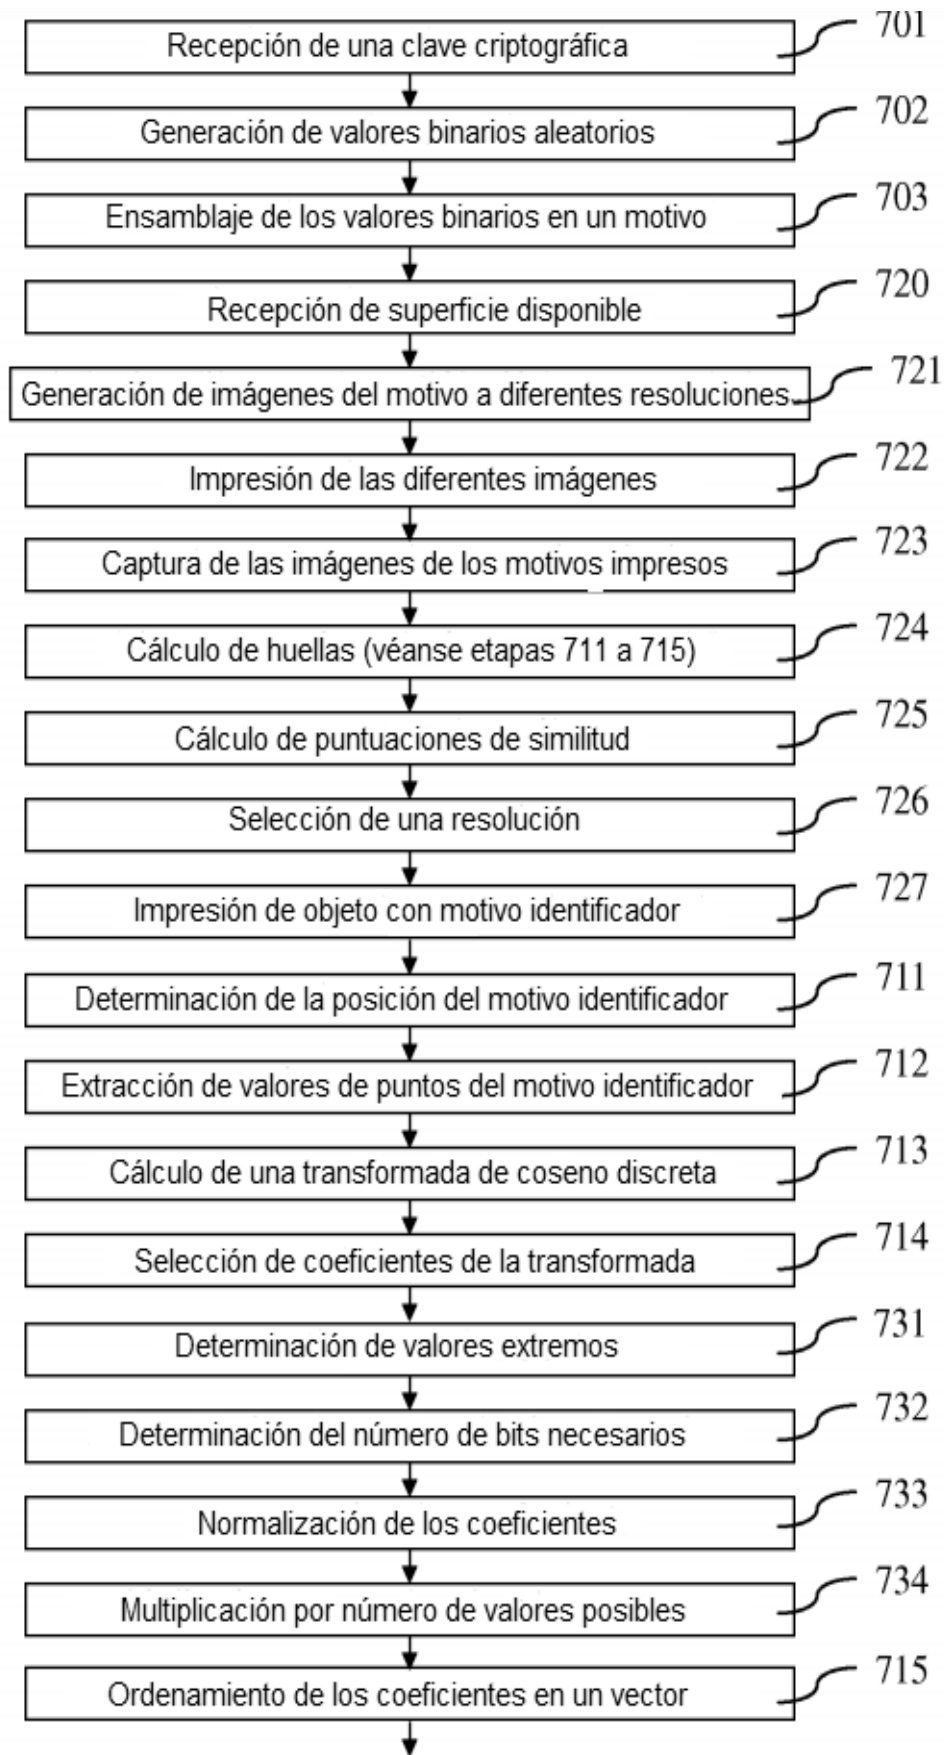 701
Recepción de una clave criptográfica
702
Generación de valores binarios aleatorios
703
Ensamblaje de los valores binarios en un motivo
720
Recepción de superficie disponible
721
Generación de imágenes del motivo a diferentes resoluciones
722
Impresión de las diferentes imágenes
723
Captura de las imágenes de los motivos impresos
724
Cálculo de huellas (véanse etapas 711 a 715)
725
Cálculo de puntuaciones de similitud
726
Selección de una resolución
727
Impresión de objeto con motivo identificador
711
Determinación de la posición del motivo identificador
712
Extracción de valores de puntos del motivo identificador
713
Cálculo de una transformada de coseno discreta
714
Selección de coeficientes de la transformada
731
Determinación de valores extremos
732
Determinación del número de bits necesarios
733
Normalización de los coeficientes
734
Multiplicación por número de valores posibles
715
Ordenamiento de los coeficientes en un vector